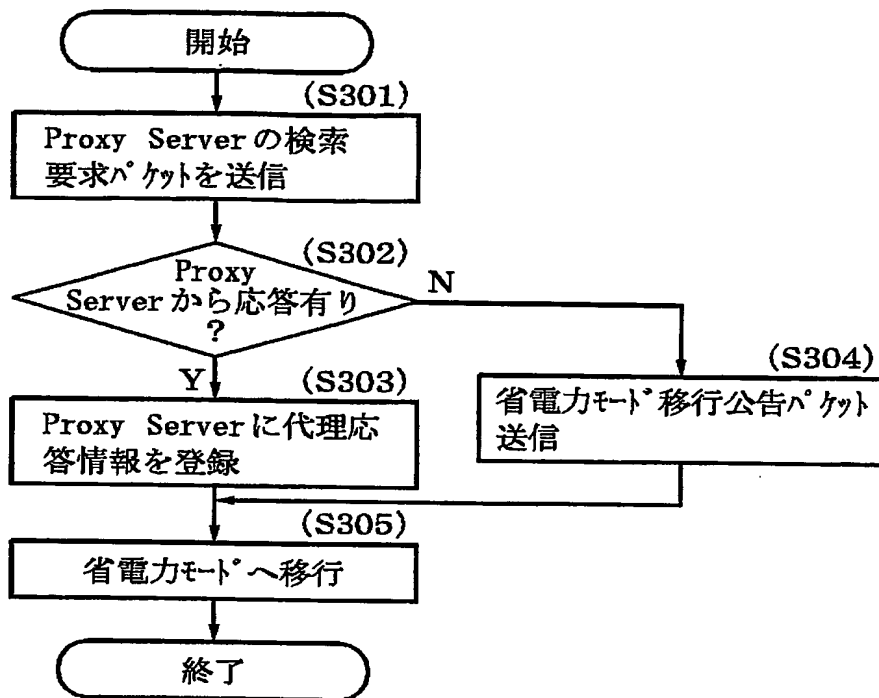 開始
(S301)
Proxy Serverの検索
要求ﾊﾟｹｯﾄを送信
(S302)
Proxy
Serverから応答有り
?
N
Y
(S303)
Proxy Serverに代理応
答情報を登録
(S304)
省電力ﾓｰﾄﾞ移行公告ﾊﾟｹｯﾄ
送信
(S305)
省電力ﾓｰﾄﾞへ移行
終了